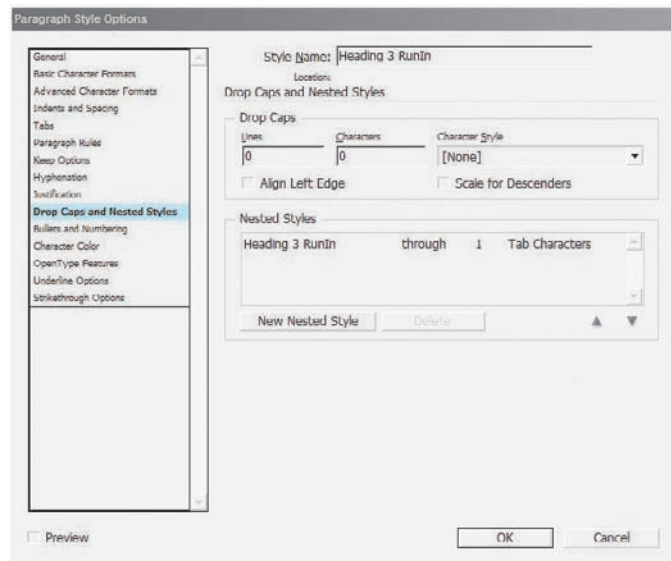 Paragraph Style Options
General
Basic Character Formats
Advanced Character Formats
Indents and Spacing
Tabs
Paragraph Rules
Keep Options
Hyphenation
Justification
Drop Caps and Nested Styles
Bullets and Numbering
Character Color
OpenType Features
Underline Options
Strikethrough Options
Style Name: Heading 3 RunIn
Location:
Drop Caps and Nested Styles
Drop Caps
Lines Characters Character Style
0 0 [None]
Align Left Edge Scale for Descenders
Nested Styles
Heading 3 RunIn through 1 Tab Characters
New Nested Style Delete
Preview OK Cancel